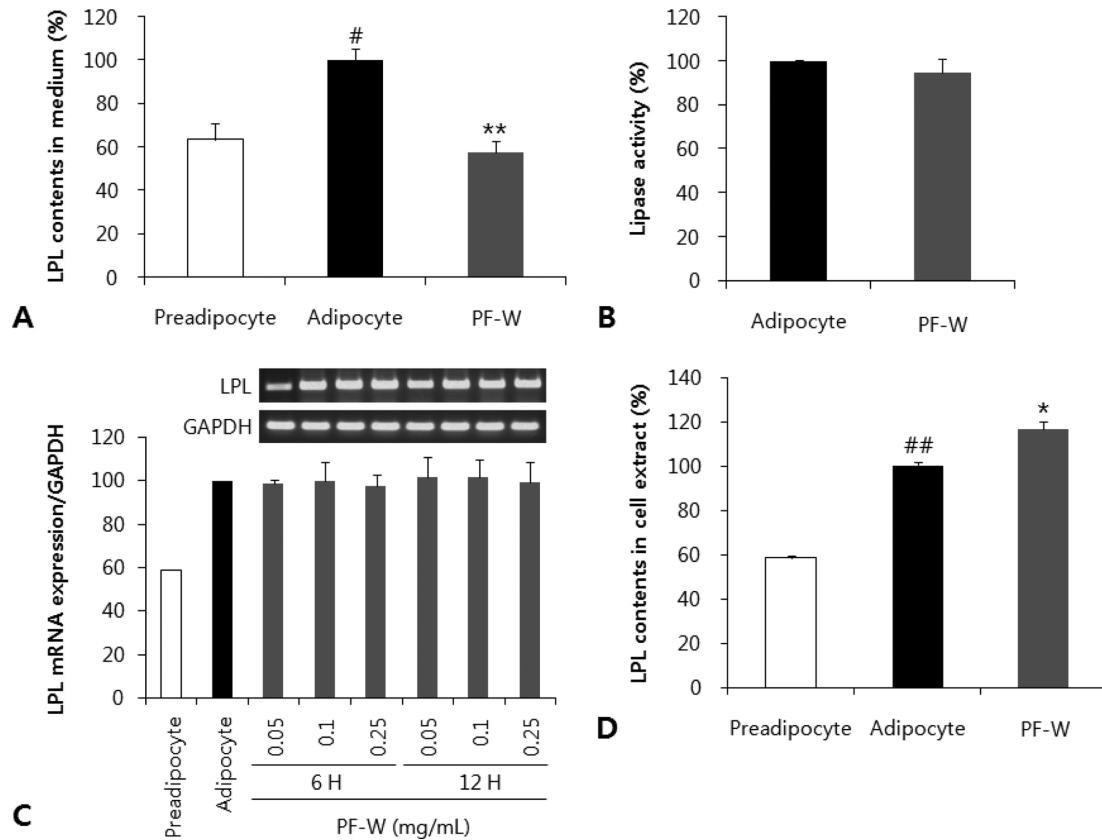 LPL contents in medium (%)
120
100
80
60
40
20
0
#
**
Preadipocyte
Adipocyte
PF-W
A
Lipase activity (%)
120
100
80
60
40
20
0
Adipocyte
PF-W
B
LPL
GAPDH
LPL mRNA expression/GAPDH
120
100
80
60
40
20
0
Preadipocyte
Adipocyte
0.05
0.1
0.25
0.05
0.1
0.25
6 H
12 H
PF-W (mg/mL)
C
LPL contents in cell extract (%)
140
120
100
80
60
40
20
0
##
*
Preadipocyte
Adipocyte
PF-W
D